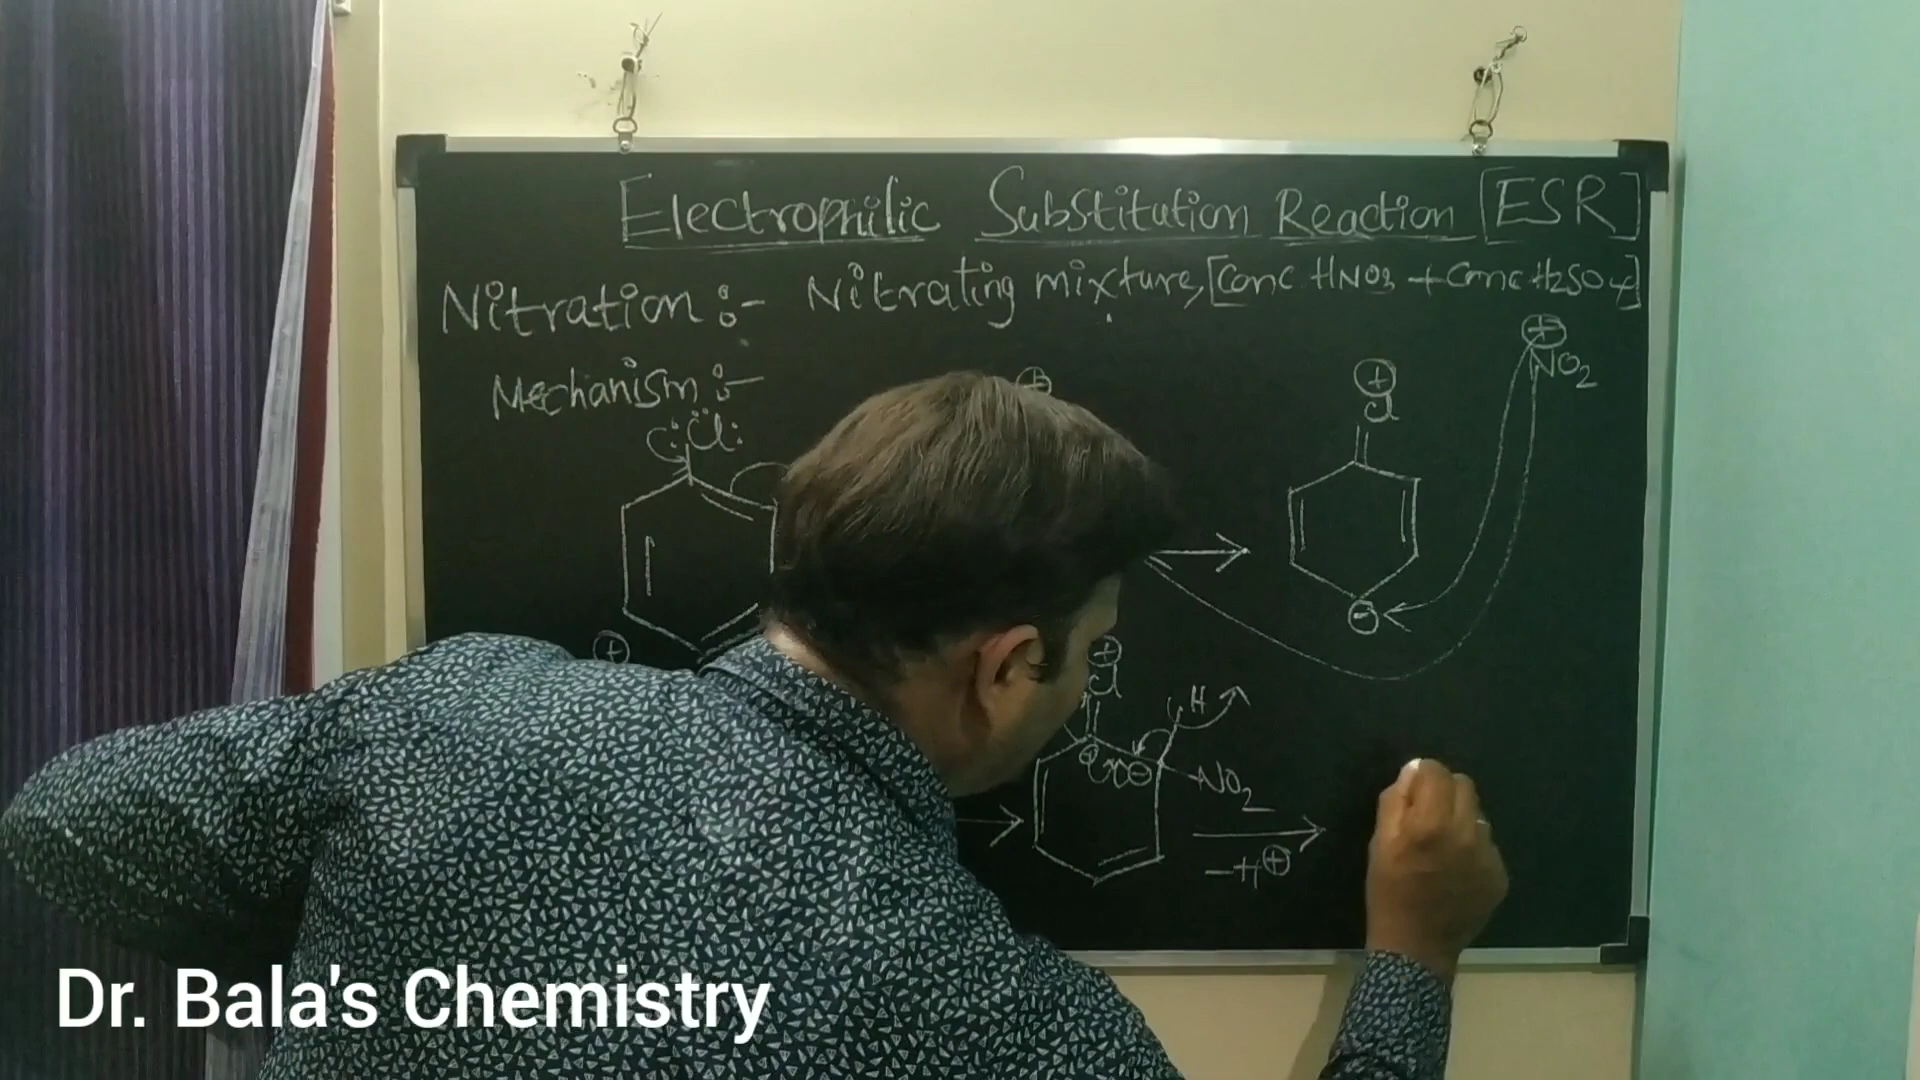 Electrophilic Substitution Reaction [ESR]
Nitration :- Nitrating mixture, [Conc HNO3 + Conc H2SO4]
Mechanism :-
:Cl:
⊕
⊕
Cl
⊕
NO2
⊖
⊕
⊕
Cl
H
⊕ ⊖
NO2
-H⊕
Dr. Bala's Chemistry